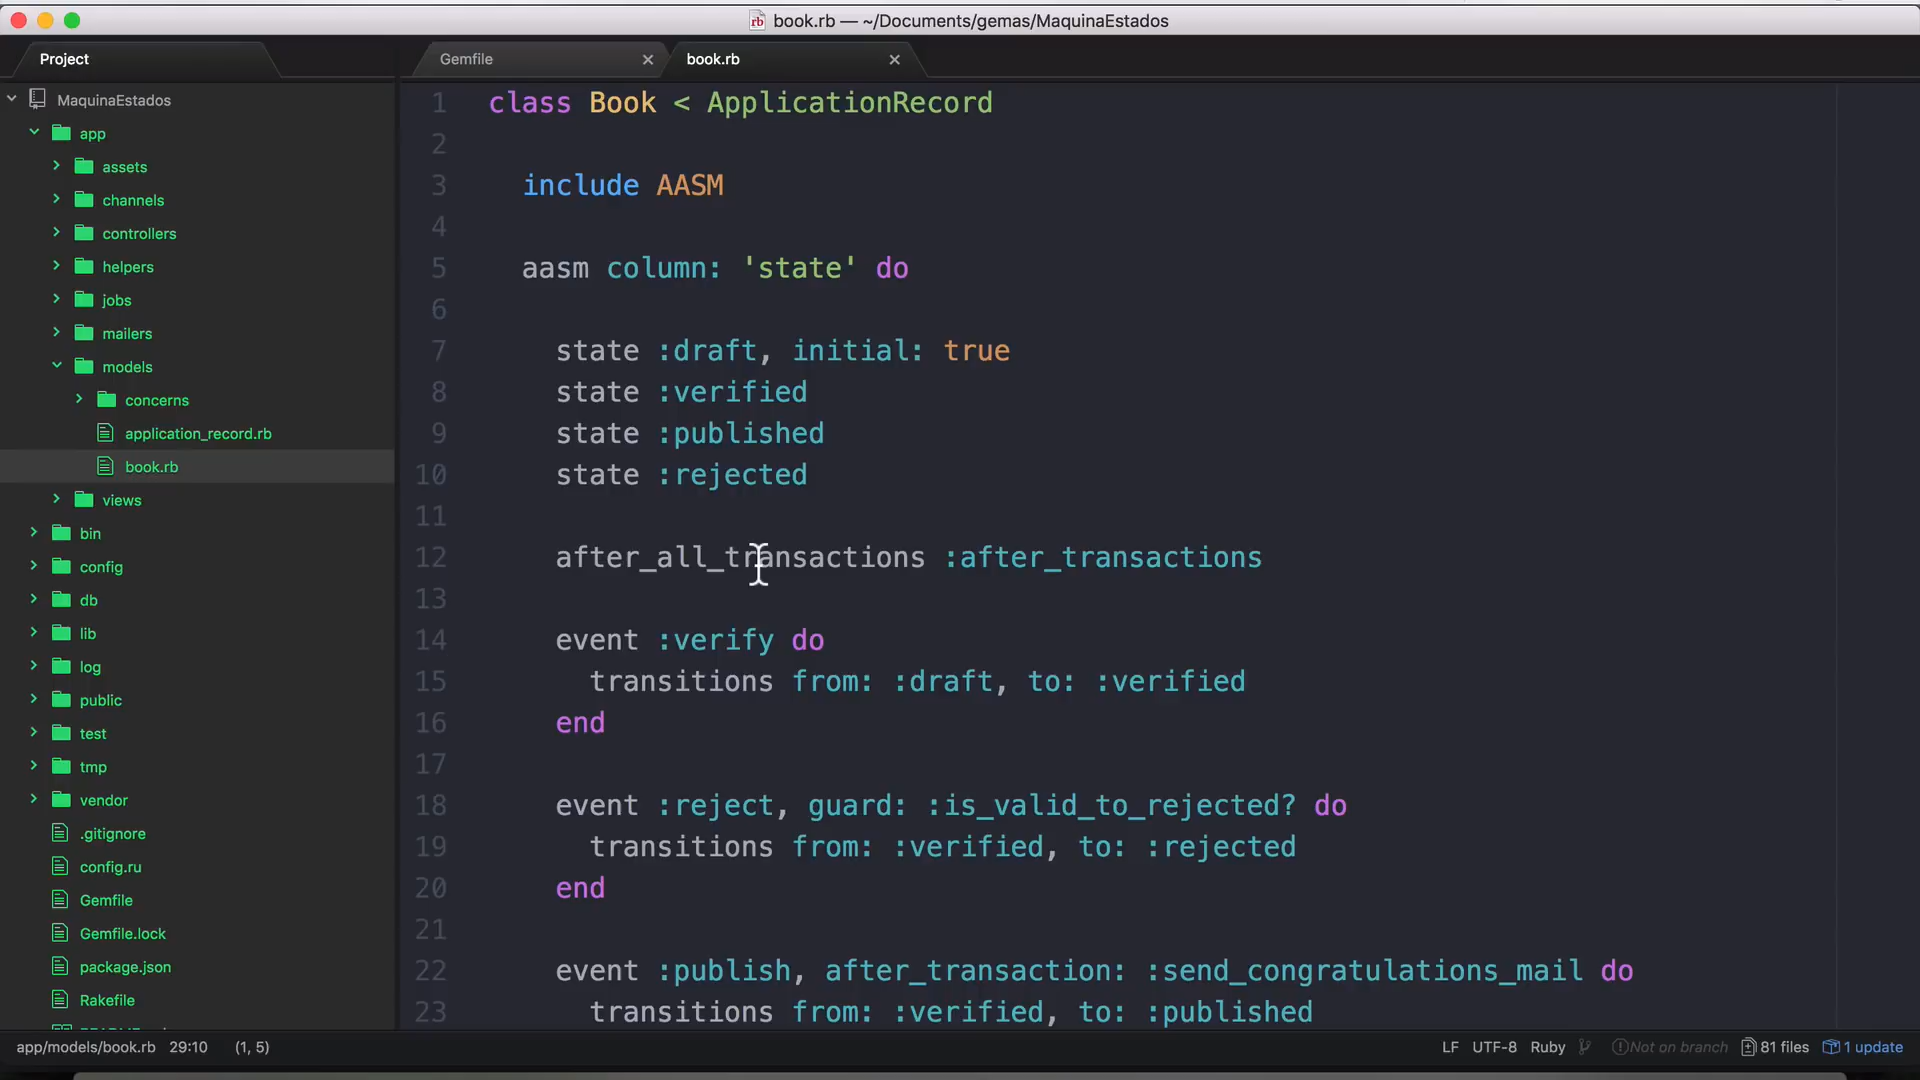 book.rb — ~/Documents/gemas/MaquinaEstados
Project
Gemfile
book.rb
MaquinaEstados
app
assets
channels
controllers
helpers
jobs
mailers
models
concerns
application_record.rb
book.rb
views
bin
config
db
lib
log
public
test
tmp
vendor
.gitignore
config.ru
Gemfile
Gemfile.lock
package.json
Rakefile
1 class Book < ApplicationRecord
2
3 include AASM
4
5 aasm column: 'state' do
6
7 state :draft, initial: true
8 state :verified
9 state :published
10 state :rejected
11
12 after_all_transactions :after_transactions
13
14 event :verify do
15 transitions from: :draft, to: :verified
16 end
17
18 event :reject, guard: :is_valid_to_rejected? do
19 transitions from: :verified, to: :rejected
20 end
21
22 event :publish, after_transaction: :send_congratulations_mail do
23 transitions from: :verified, to: :published
app/models/book.rb 29:10 (1, 5)
LF UTF-8 Ruby Not on branch 81 files 1 update